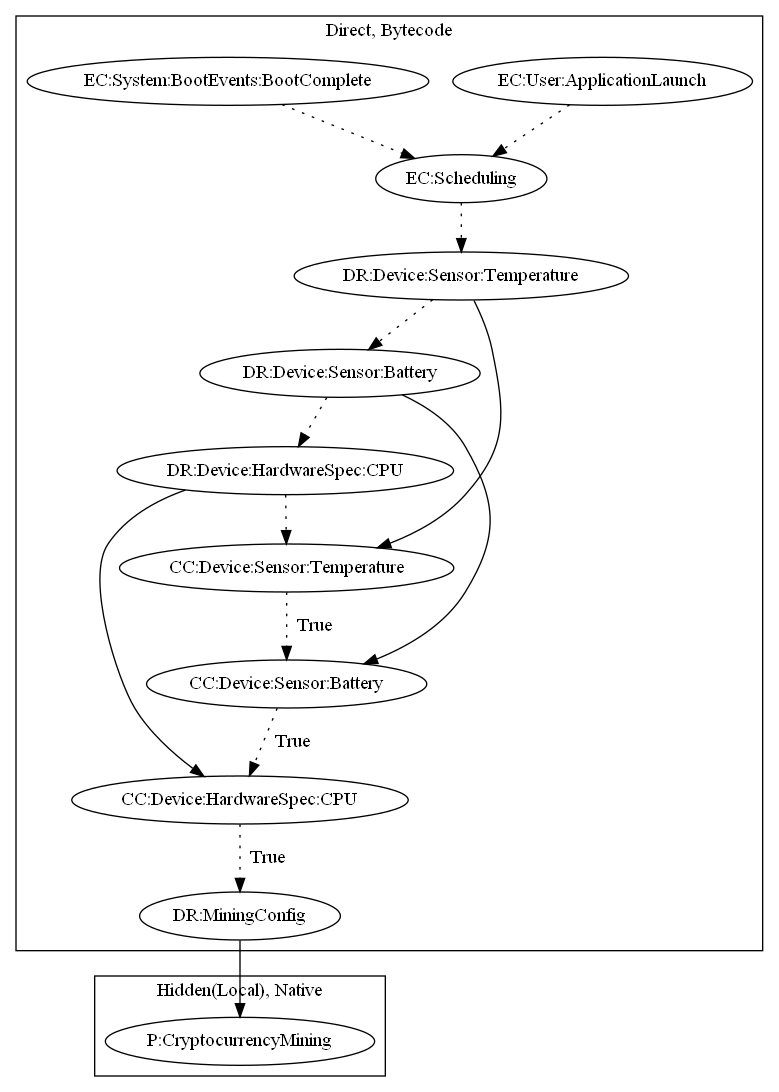 Direct, Bytecode
EC:System:BootEvents:BootComplete
EC:User:ApplicationLaunch
EC:Scheduling
DR:Device:Sensor:Temperature
DR:Device:Sensor:Battery
DR:Device:HardwareSpec:CPU
CC:Device:Sensor:Temperature
True
CC:Device:Sensor:Battery
True
CC:Device:HardwareSpec:CPU
True
DR:MiningConfig
Hidden(Local), Native
P:CryptocurrencyMining